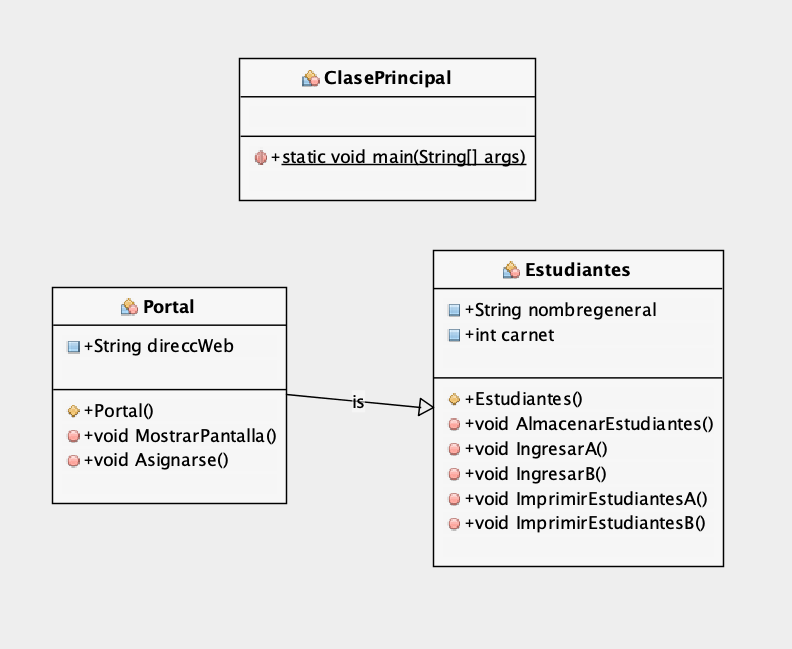 ClasePrincipal
+static void main(String[] args)
Portal
+String direccWeb
+Portal()
+void MostrarPantalla()
+void Asignarse()
is
Estudiantes
+String nombregeneral
+int carnet
+Estudiantes()
+void AlmacenarEstudiantes()
+void IngresarA()
+void IngresarB()
+void ImprimirEstudiantesA()
+void ImprimirEstudiantesB()